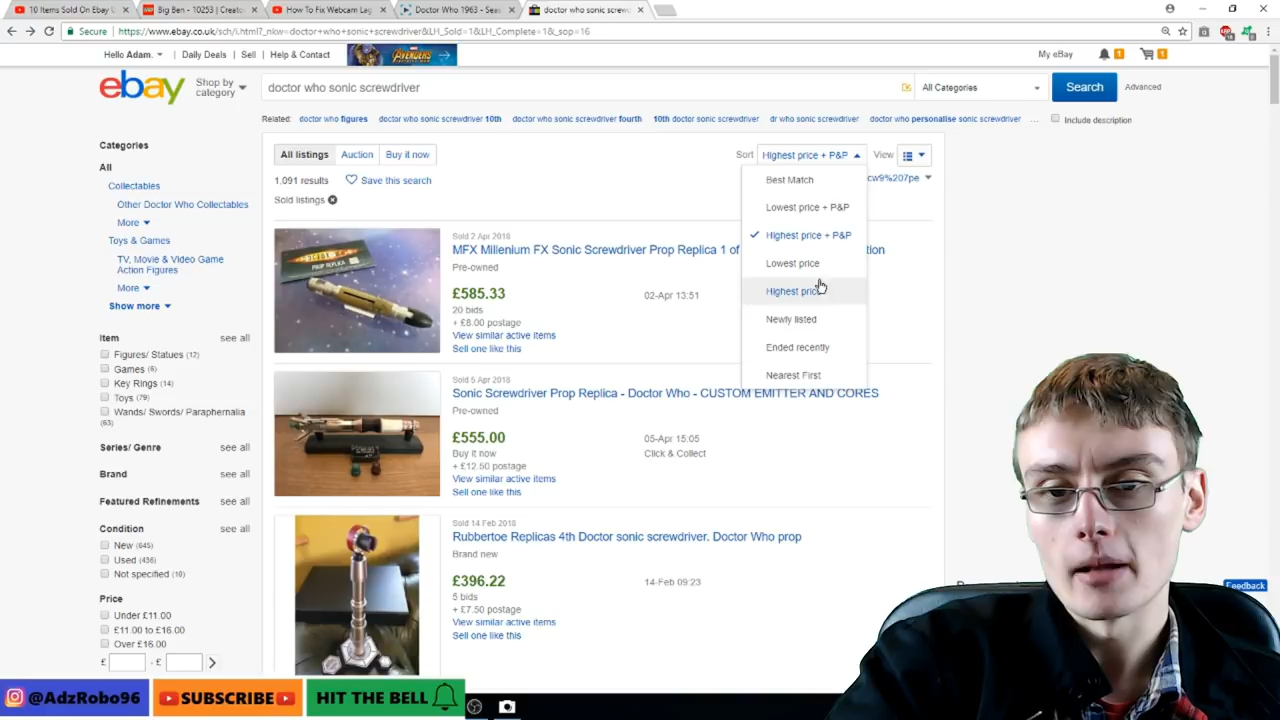 10 Items Sold On Ebay
Big Ben - 10253 | Creato
How To Fix Webcam Lag
Doctor Who 1963 - Seas
doctor who sonic screw
Secure
https://www.ebay.co.uk/sch/i.html?_nkw=doctor+who+sonic+screwdriver&LH_Sold=1&LH_Complete=1&_sop=16
Hello Adam.
Daily Deals
Sell
Help & Contact
AVENGERS
My eBay
1
1
ebay
Shop by category
doctor who sonic screwdriver
All Categories
Search
Advanced
Related:
doctor who figures
doctor who sonic screwdriver 10th
doctor who sonic screwdriver fourth
10th doctor sonic screwdriver
dr who sonic screwdriver
doctor who personalise sonic screwdriver
...
Include description
Categories
All
Collectables
Other Doctor Who Collectables
More
Toys & Games
TV, Movie & Video Game
Action Figures
More
Show more
Item
see all
Figures/ Statues (12)
Games (6)
Key Rings (14)
Toys (79)
Wands/ Swords/ Paraphernalia
(63)
Series/ Genre
see all
Brand
see all
Featured Refinements
see all
Condition
see all
New (645)
Used (436)
Not specified (10)
Price
Under £11.00
£11.00 to £16.00
Over £16.00
£ - £
All listings
Auction
Buy it now
Sort
Highest price + P&P
View
1,091 results
Save this search
cw9%207pe
Sold listings
Best Match
Lowest price + P&P
Highest price + P&P
Lowest price
Highest price
Newly listed
Ended recently
Nearest First
Sold 2 Apr 2018
MFX Millenium FX Sonic Screwdriver Prop Replica 1 of
Pre-owned
£585.33
02-Apr 13:51
20 bids
+ £8.00 postage
View similar active items
Sell one like this
PROP REPLICA
Sold 5 Apr 2018
Sonic Screwdriver Prop Replica - Doctor Who - CUSTOM EMITTER AND CORES
Pre-owned
£555.00
05-Apr 15:05
Buy it now
Click & Collect
+ £12.50 postage
View similar active items
Sell one like this
Sold 14 Feb 2018
Rubbertoe Replicas 4th Doctor sonic screwdriver. Doctor Who prop
Brand new
£396.22
14-Feb 09:23
5 bids
+ £7.50 postage
View similar active items
Sell one like this
Feedback
@AdzRobo96
SUBSCRIBE
HIT THE BELL